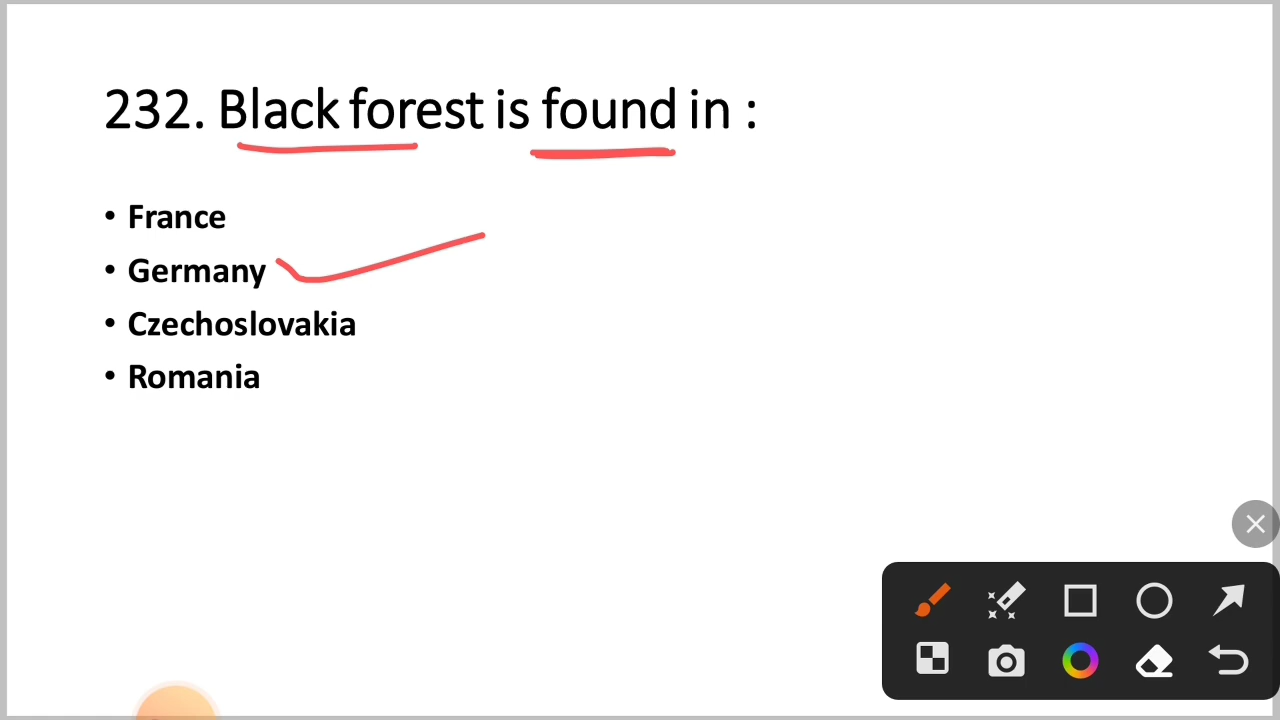 232. Black forest is found in :
• France
• Germany
• Czechoslovakia
• Romania